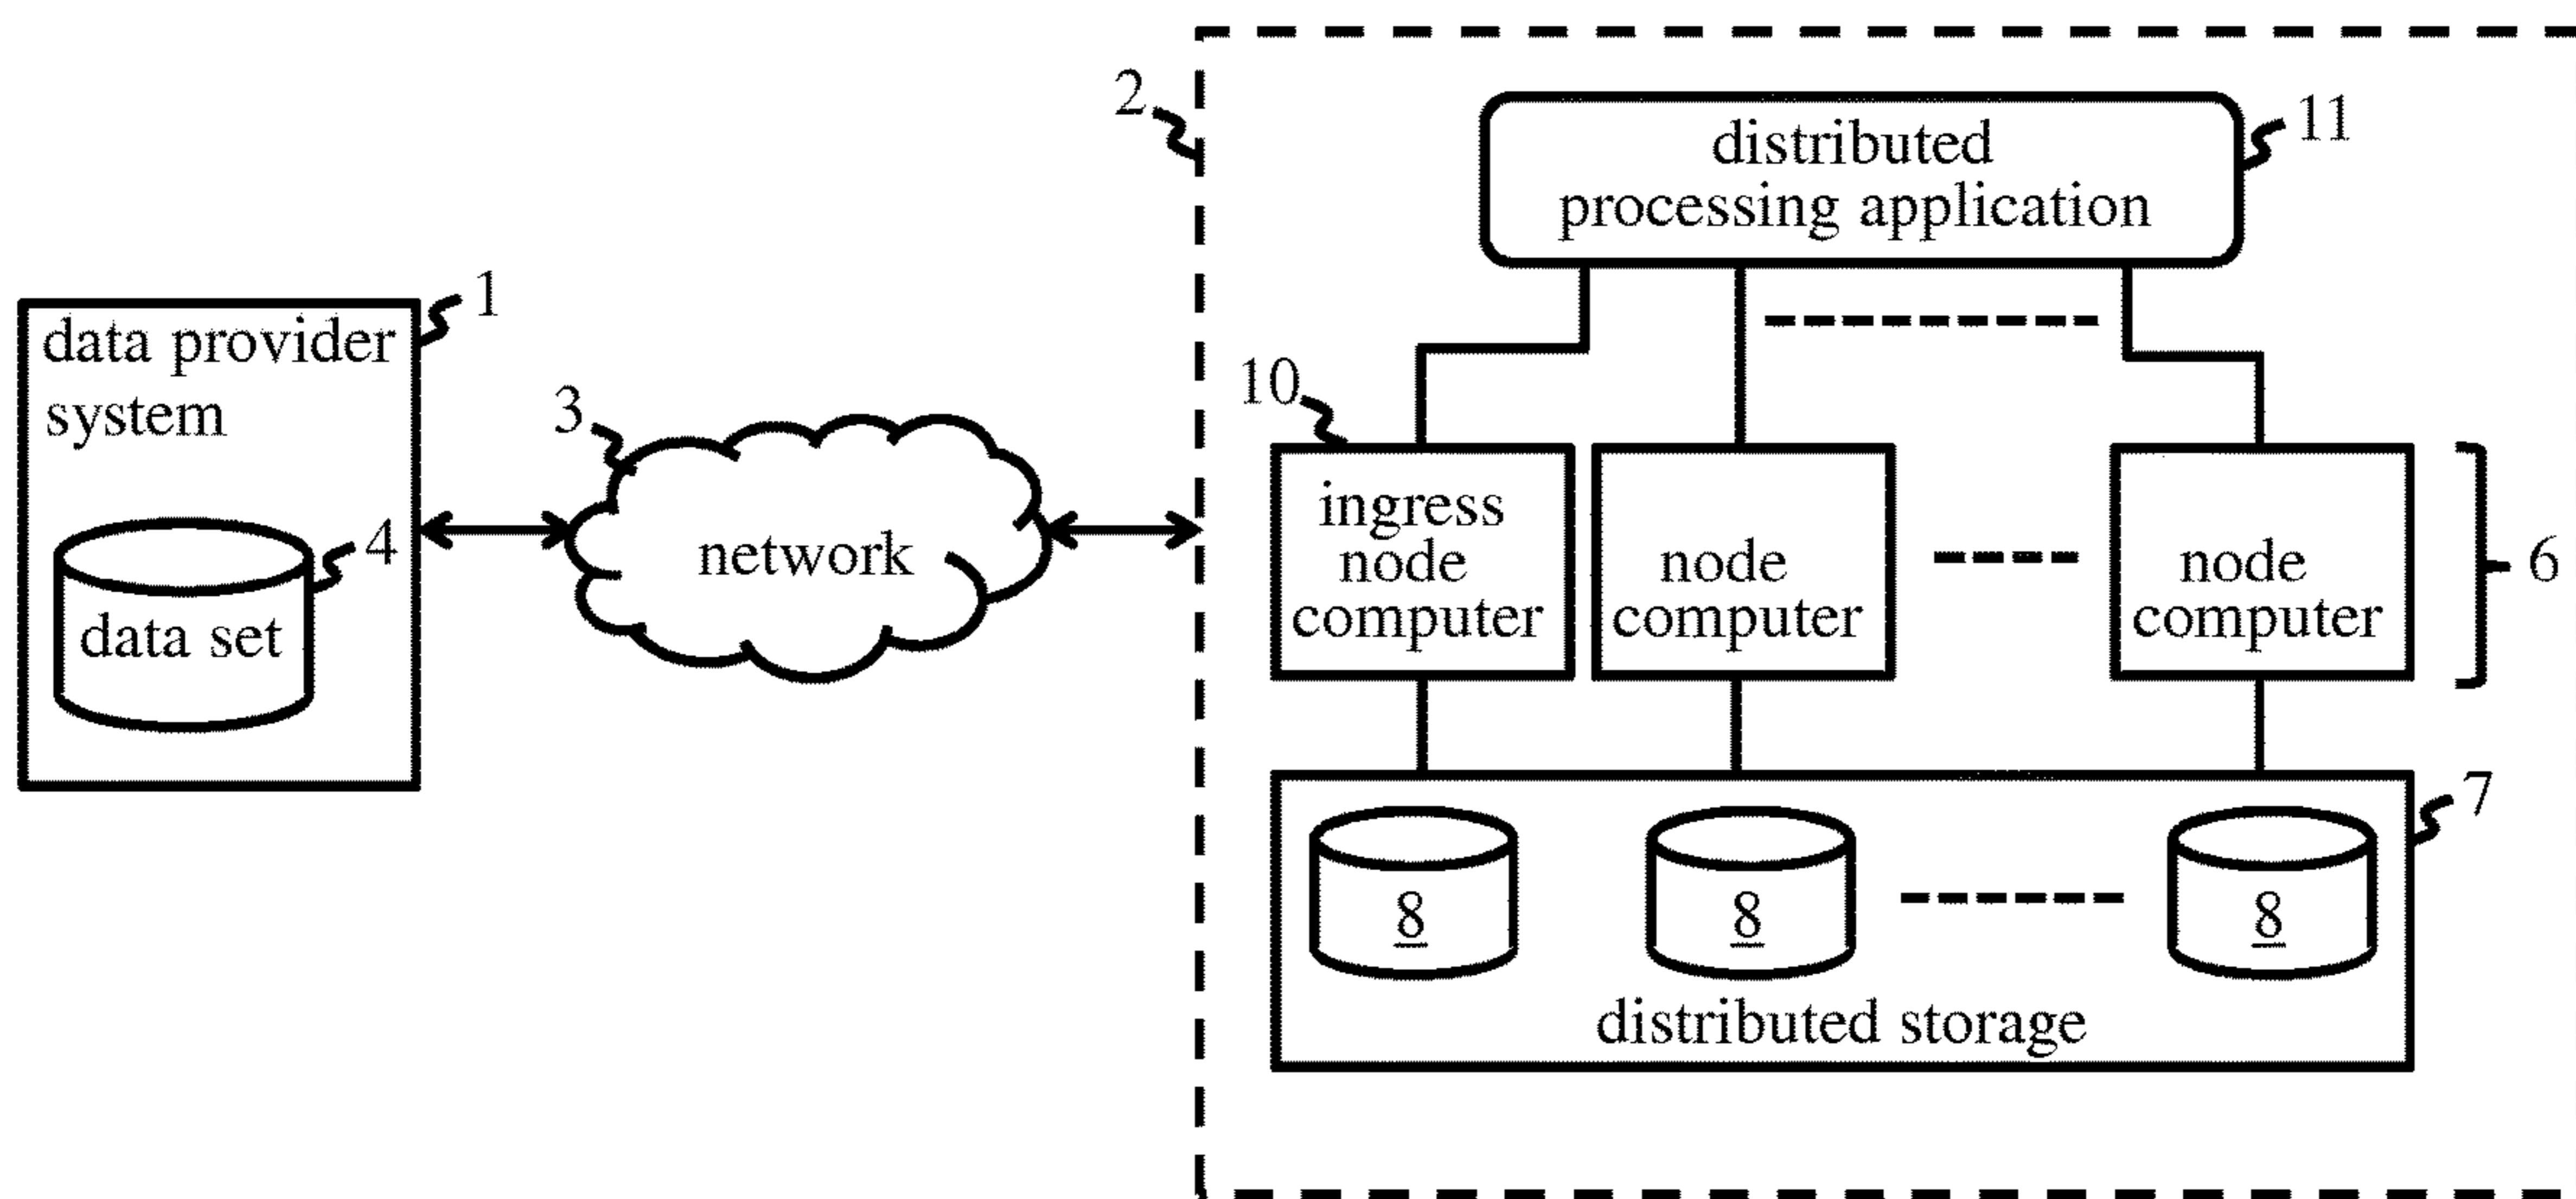 2
distributed
processing application
11
1
data provider
system
3
10
4
data set
network
ingress
node
computer
node
computer
node
computer
6
7
8
8
8
distributed storage